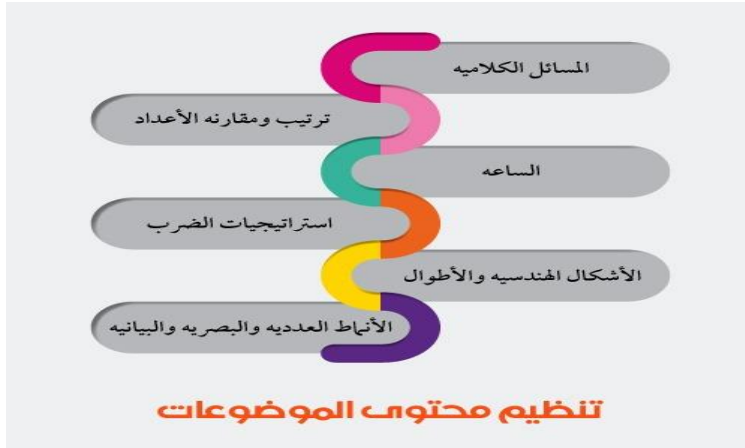 المسائل الكلاميه
ترتيب ومقارنه الأعداد
الساعه
استراتيجيات الضرب
الأشكال الهندسيه والأطوال
الأنماط العدديه والبصريه والبيانيه
تنظيم محتوى الموضوعات